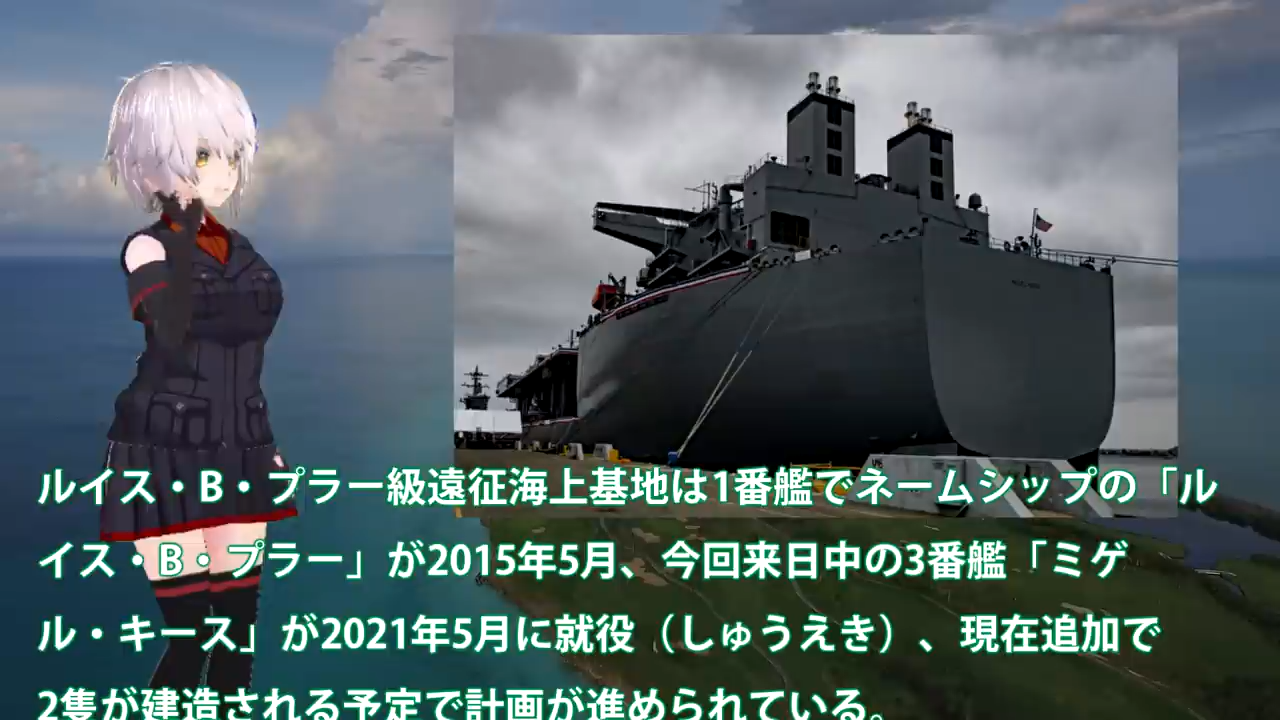 ルイス・B・プラー級遠征海上基地は1番艦でネームシップの「ル
イス・B・プラー」が2015年5月、今回来日中の3番艦「ミゲ
ル・キース」が2021年5月に就役（しゅうえき）、現在追加で
2隻が建造される予定で計画が進められている。